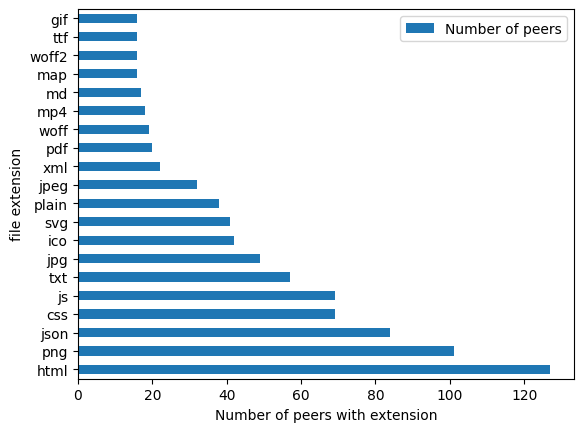 gif
ttf
woff2
map
md
mp4
woff
pdf
xml
jpeg
plain
svg
ico
jpg
txt
js
css
json
png
html
file extension
Number of peers
0 20 40 60 80 100 120
Number of peers with extension